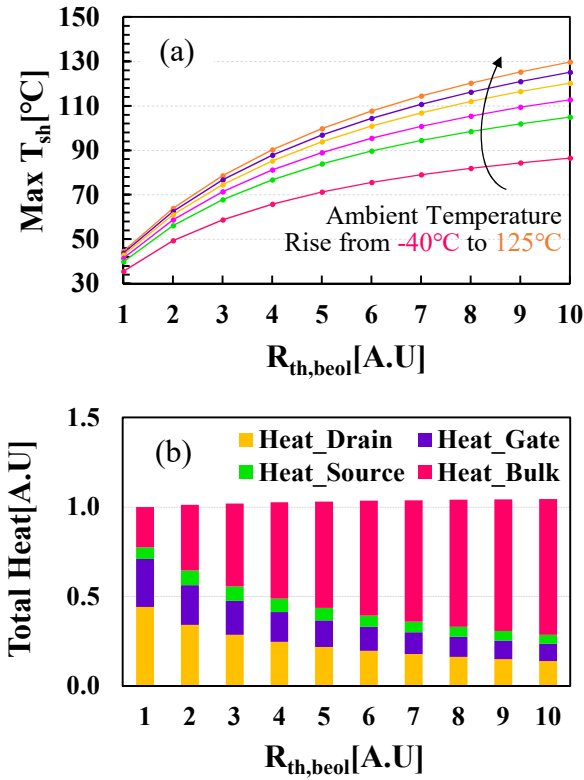 (a)
Max T_sh[°C]
150
130
110
90
70
50
30
Ambient Temperature
Rise from -40℃ to 125℃
1 2 3 4 5 6 7 8 9 10
R_th,beol[A.U]
(b)
Heat_Drain Heat_Gate
Heat_Source Heat_Bulk
Total Heat[A.U]
1.5
1.0
0.5
0.0
1 2 3 4 5 6 7 8 9 10
R_th,beol[A.U]